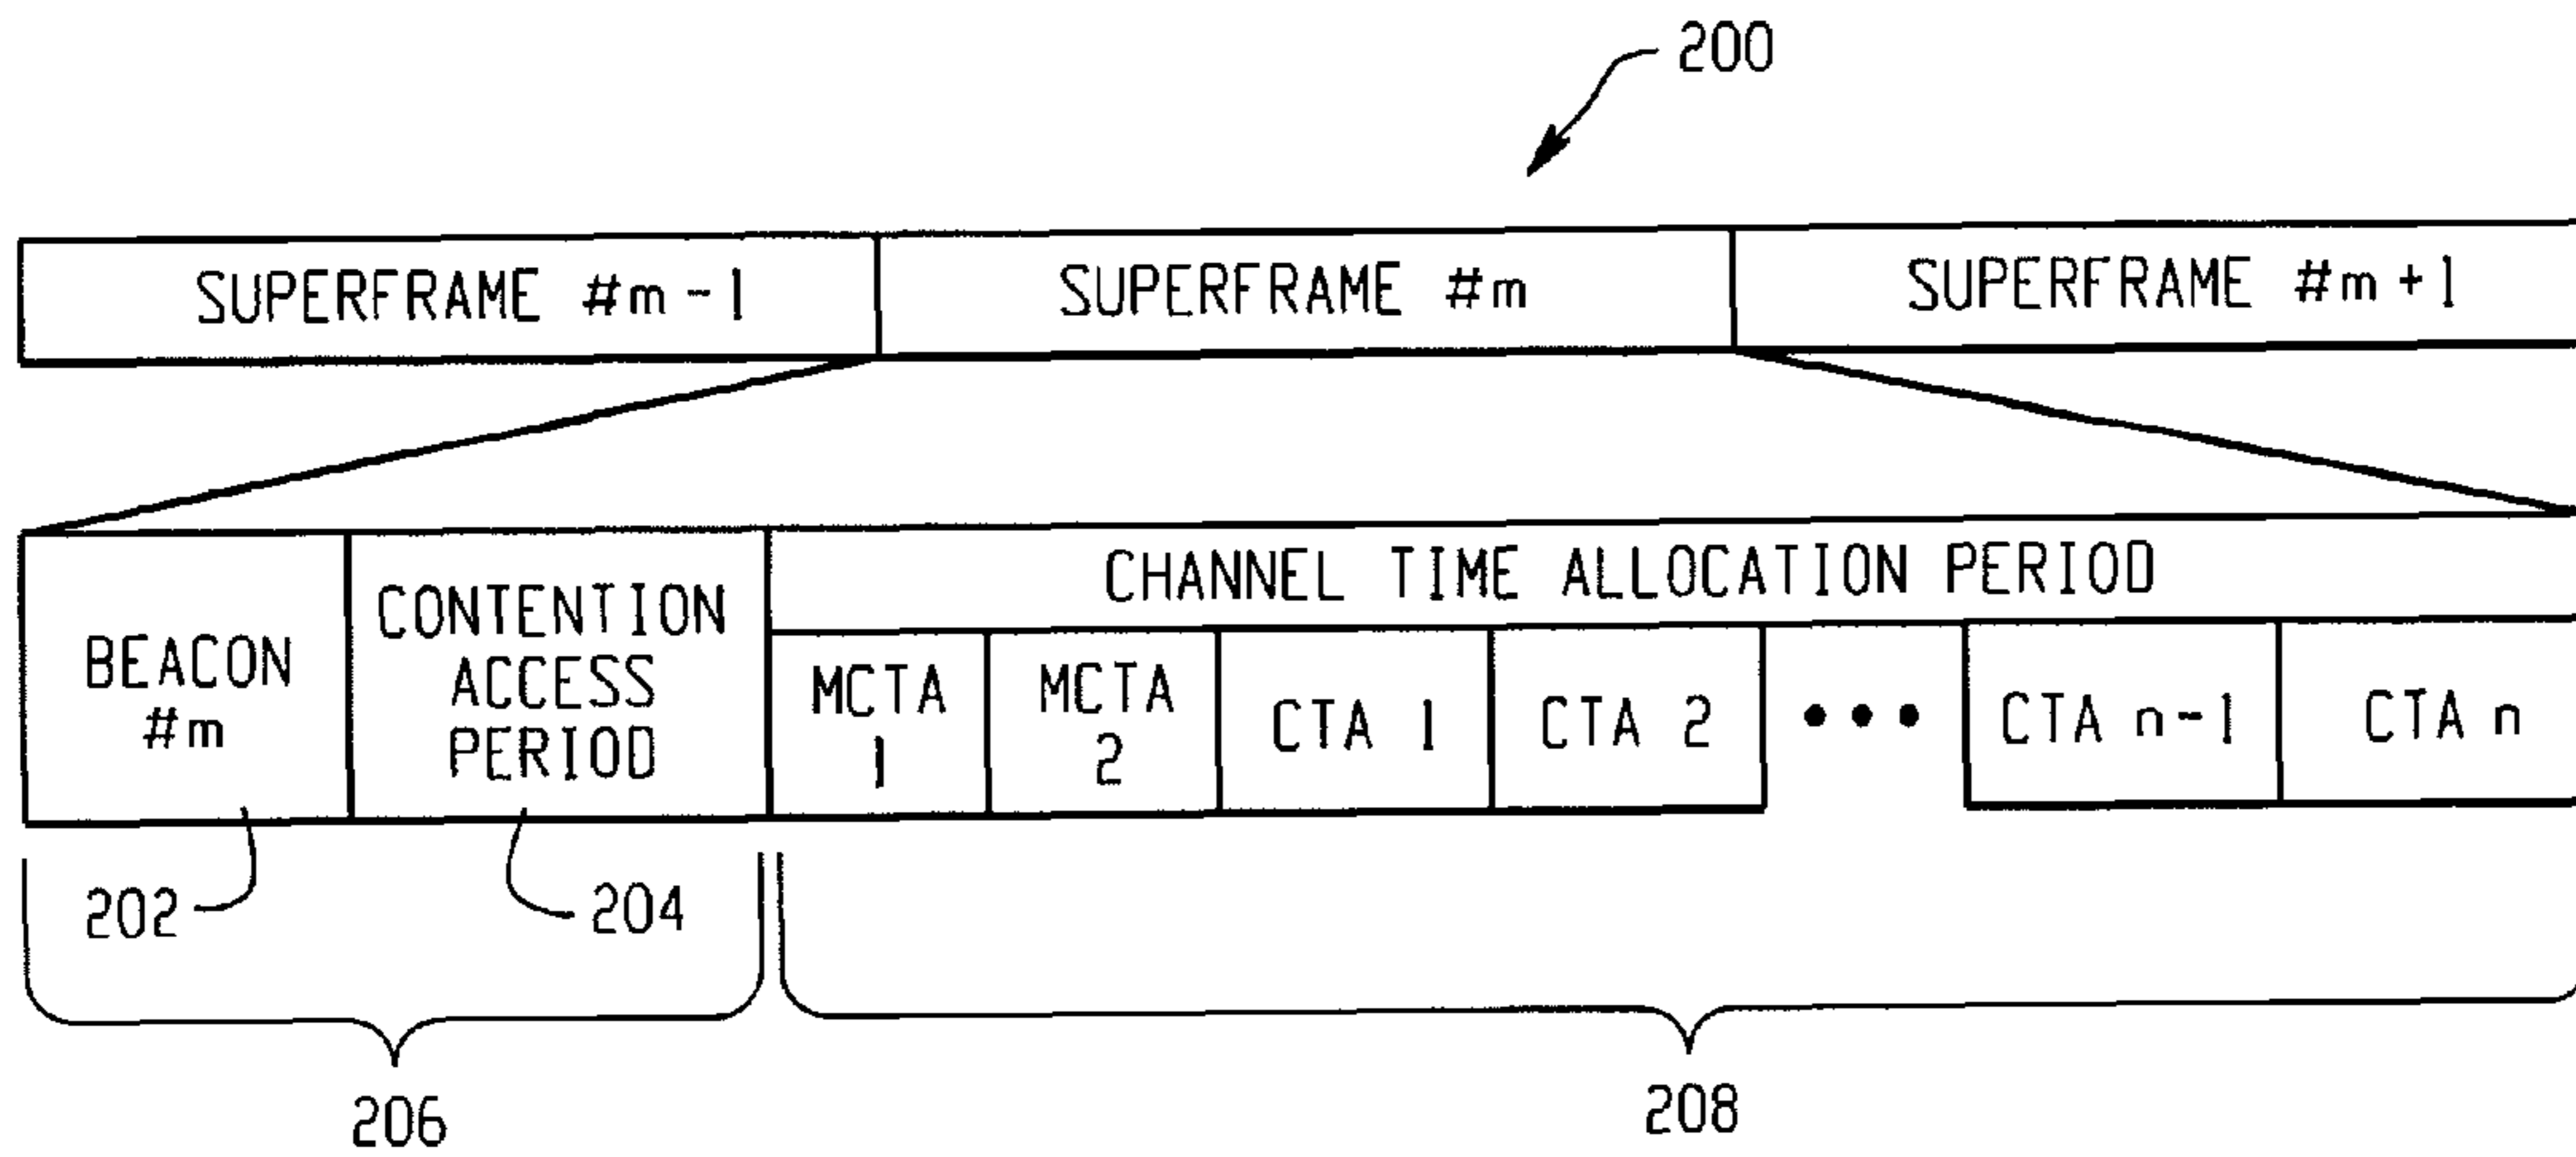 200
SUPERFRAME #m-1 SUPERFRAME #m SUPERFRAME #m+1
CHANNEL TIME ALLOCATION PERIOD
BEACON
#m
CONTENTION
ACCESS
PERIOD
MCTA
1
MCTA
2
CTA 1
CTA 2
•••
CTA n-1
CTA n
202
204
206
208